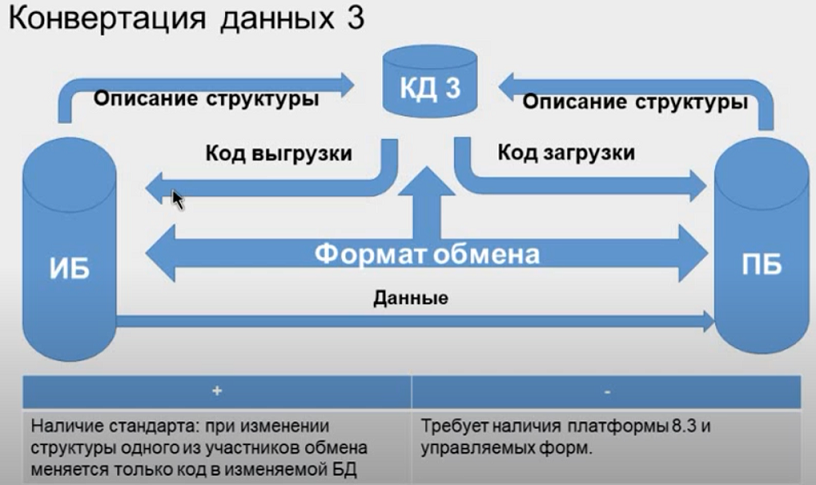 Конвертация данных 3
КД 3
Описание структуры
Описание структуры
Код выгрузки
Код загрузки
ИБ
Формат обмена
ПБ
Данные
+
-
Наличие стандарта: при изменении
структуры одного из участников обмена
меняется только код в изменяемой БД
Требует наличия платформы 8.3 и
управляемых форм.